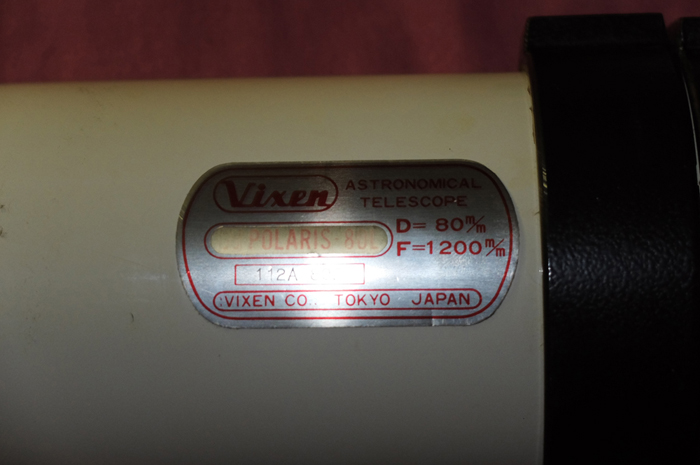 Vixen
ASTRONOMICAL
TELESCOPE
POLARIS
D= 80m/m
F=1200m/m
112A
VIXEN CO. TOKYO JAPAN